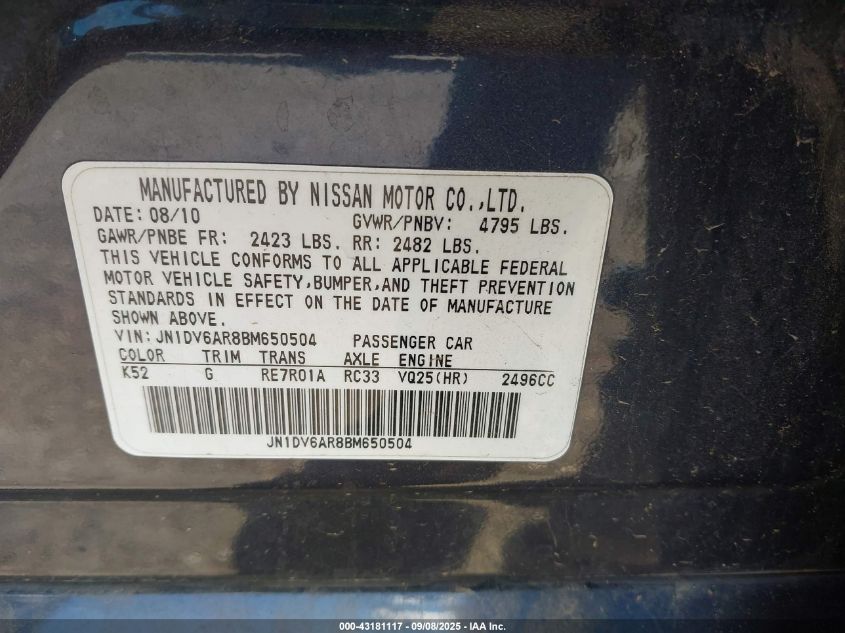 MANUFACTURED BY NISSAN MOTOR CO.,LTD.
DATE: 08/10 GVWR/PNBV: 4795 LBS.
GAWR/PNBE FR: 2423 LBS. RR: 2482 LBS.
THIS VEHICLE CONFORMS TO ALL APPLICABLE FEDERAL
MOTOR VEHICLE SAFETY,BUMPER,AND THEFT PREVENTION
STANDARDS IN EFFECT ON THE DATE OF MANUFACTURE
SHOWN ABOVE.
VIN: JN1DV6AR8BM650504 PASSENGER CAR
COLOR TRIM TRANS AXLE ENGINE
K52 G RE7R01A RC33 VQ25(HR) 2496CC
JN1DV6AR8BM650504
000-43181117 - 09/08/2025 - IAA Inc.